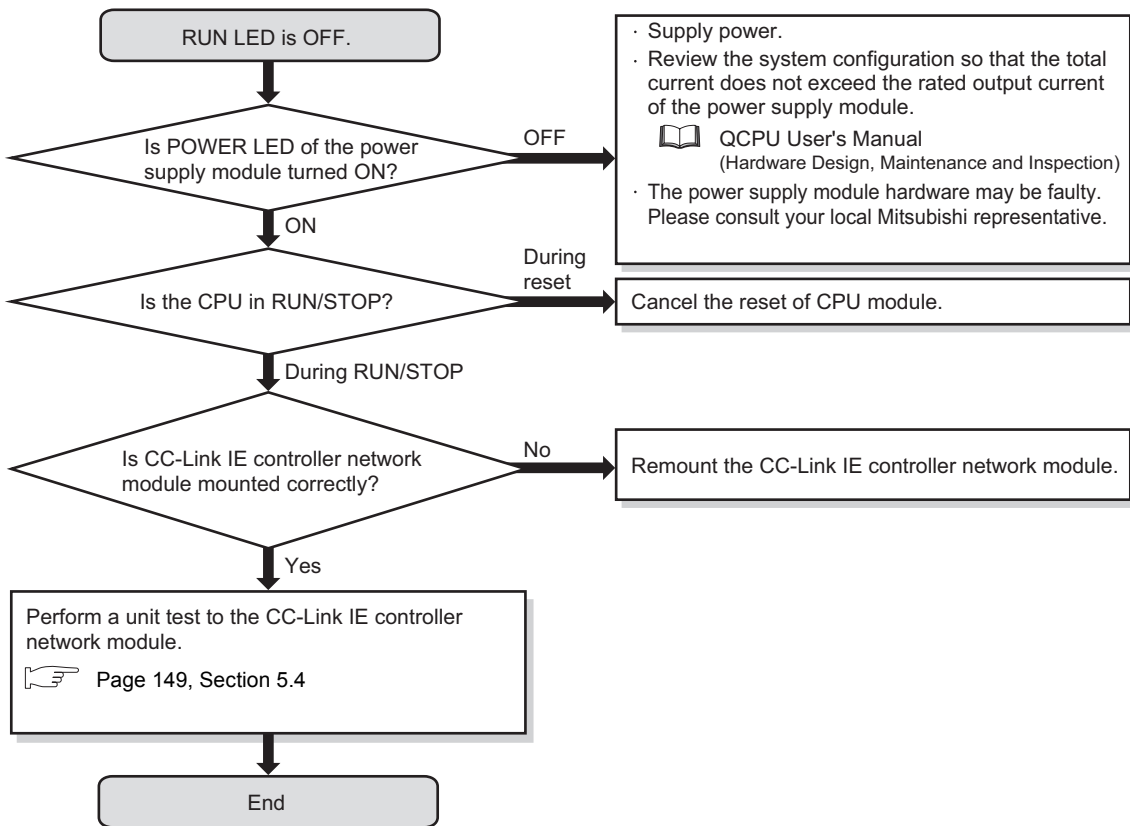 RUN LED is OFF.
Is POWER LED of the power
supply module turned ON?
OFF
· Supply power.
· Review the system configuration so that the total
current does not exceed the rated output current
of the power supply module.
QCPU User's Manual
(Hardware Design, Maintenance and Inspection)
· The power supply module hardware may be faulty.
Please consult your local Mitsubishi representative.
ON
Is the CPU in RUN/STOP?
During
reset
Cancel the reset of CPU module.
During RUN/STOP
Is CC-Link IE controller network
module mounted correctly?
No
Remount the CC-Link IE controller network module.
Yes
Perform a unit test to the CC-Link IE controller
network module.
Page 149, Section 5.4
End